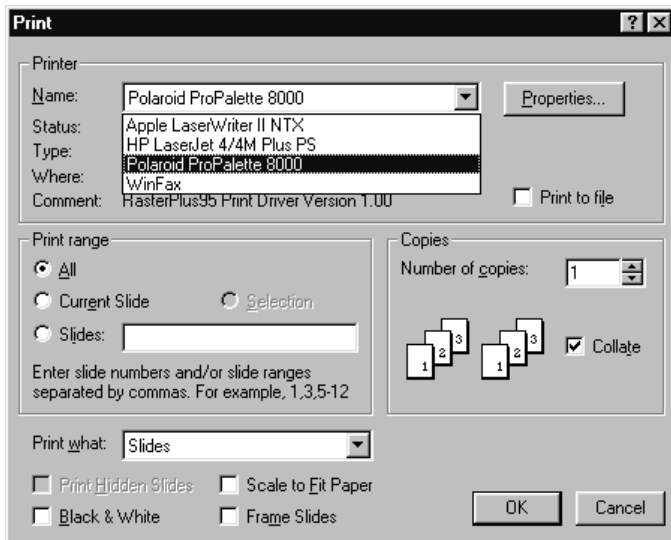 Print
Printer
Name: Polaroid ProPalette 8000 Properties...
Status: Apple LaserWriter II NTX
Type: HP LaserJet 4/4M Plus PS
Where: Polaroid ProPalette 8000
WinFax
Comment: RasterPlus95 Print Driver Version 1.00 Print to file
Print range
All
Current Slide Selection
Slides:
Enter slide numbers and/or slide ranges
separated by commas. For example, 1,3,5-12
Copies
Number of copies: 1
1 2 3 1 2 3 Collate
Print what: Slides
Print Hidden Slides Scale to Fit Paper
Black & White Frame Slides
OK Cancel